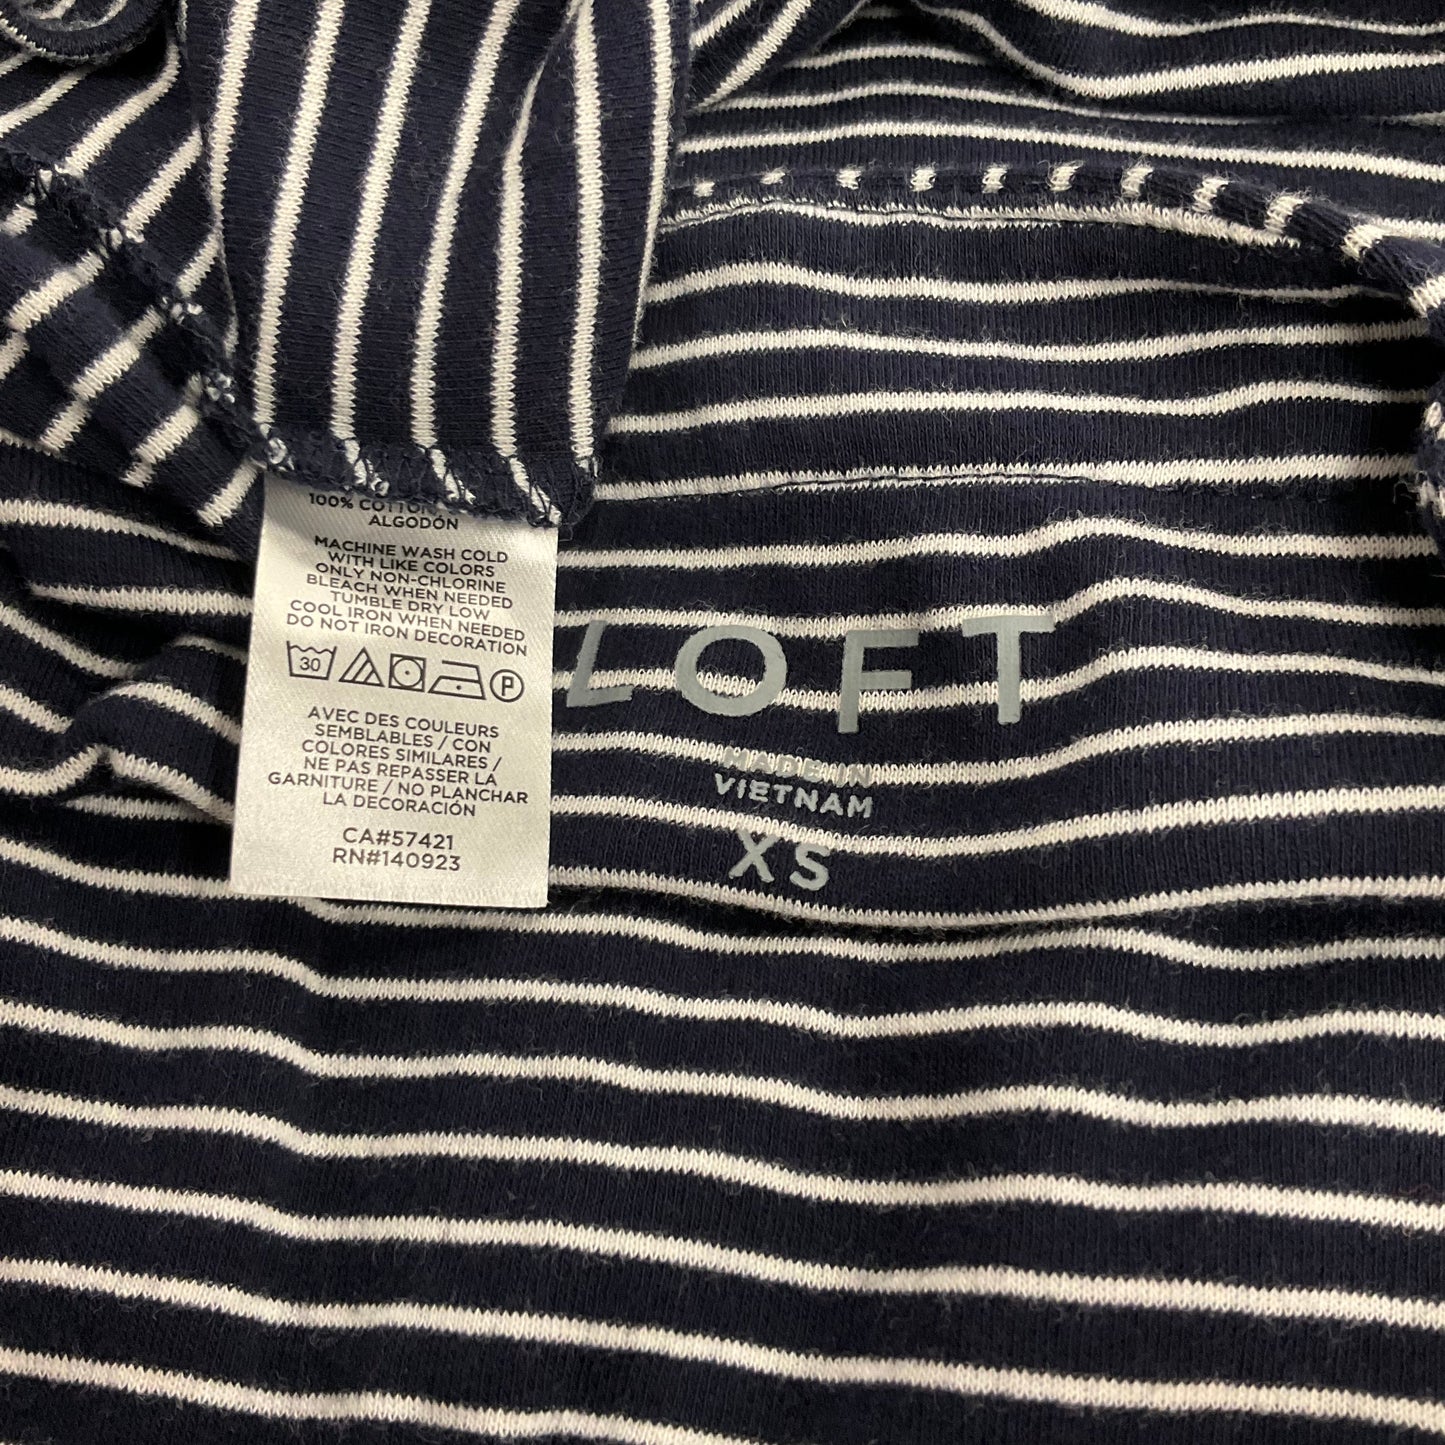 100% COTTON
ALGODÓN
MACHINE WASH COLD
WITH LIKE COLORS
ONLY NON-CHLORINE
BLEACH WHEN NEEDED
TUMBLE DRY LOW
COOL IRON WHEN NEEDED
DO NOT IRON DECORATION
30 P
AVEC DES COULEURS
SEMBLABLES / CON
COLORES SIMILARES /
NE PAS REPASSER LA
GARNITURE / NO PLANCHAR
LA DECORACIÓN
CA#57421
RN#140923
LOFT
MADE IN
VIETNAM
XS